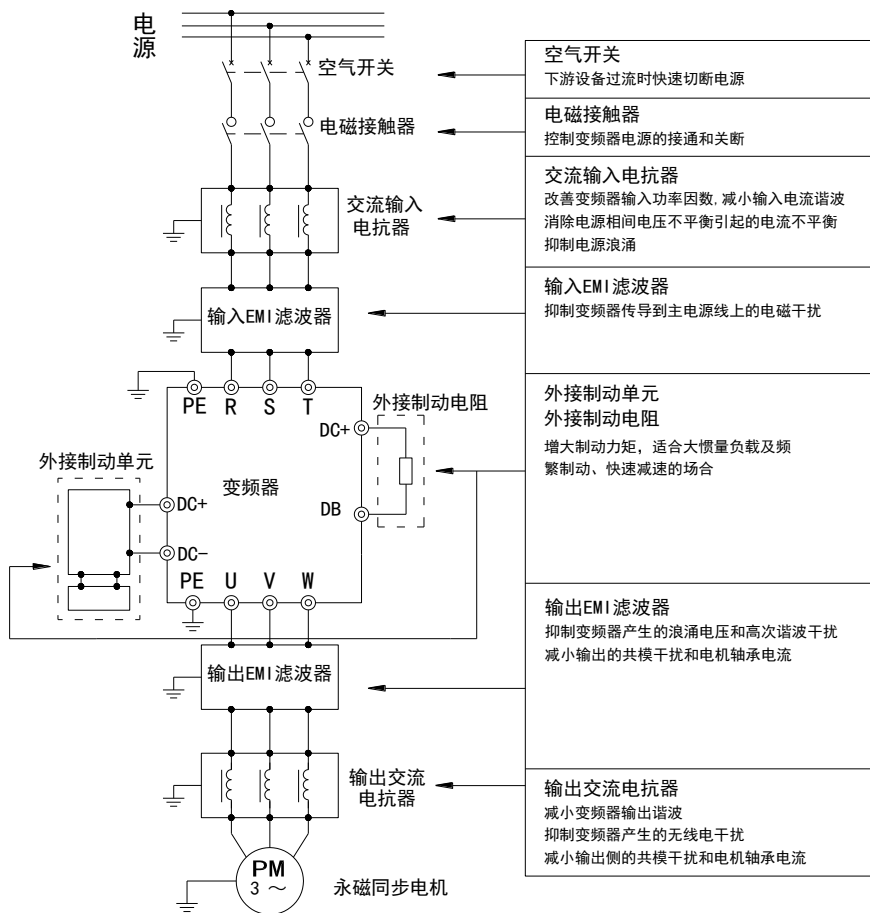 电
源
空气开关
电磁接触器
交流输入
电抗器
输入EMI滤波器
PE R S T
外接制动电阻
DC+
外接制动单元
变频器
DC+
DB
DC-
PE U V W
输出EMI滤波器
输出交流
电抗器
PM
3 ～
永磁同步电机
空气开关
下游设备过流时快速切断电源
电磁接触器
控制变频器电源的接通和关断
交流输入电抗器
改善变频器输入功率因数,减小输入电流谐波
消除电源相间电压不平衡引起的电流不平衡
抑制电源浪涌
输入EMI滤波器
抑制变频器传导到主电源线上的电磁干扰
外接制动单元
外接制动电阻
增大制动力矩，适合大惯量负载及频
繁制动、快速减速的场合
输出EMI滤波器
抑制变频器产生的浪涌电压和高次谐波干扰
减小输出的共模干扰和电机轴承电流
输出交流电抗器
减小变频器输出谐波
抑制变频器产生的无线电干扰
减小输出侧的共模干扰和电机轴承电流